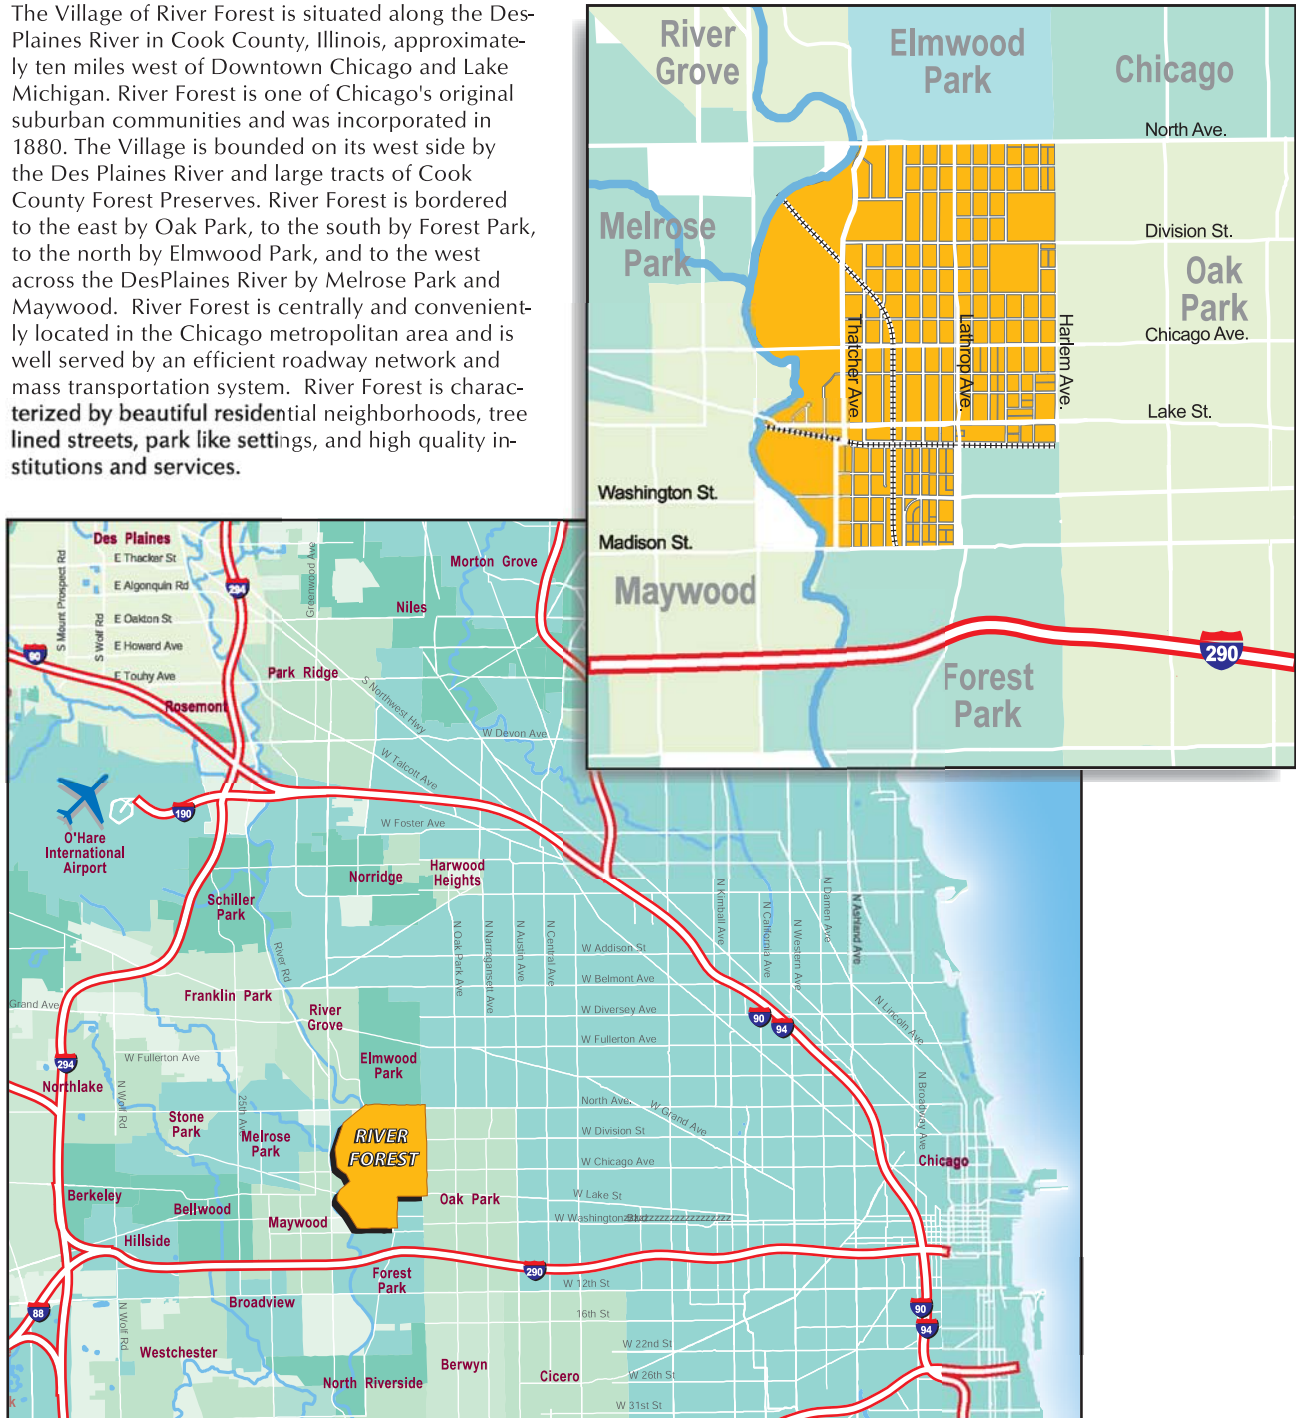 The Village of River Forest is situated along the Des-
Plaines River in Cook County, Illinois, approximate-
ly ten miles west of Downtown Chicago and Lake
Michigan. River Forest is one of Chicago's original
suburban communities and was incorporated in
1880. The Village is bounded on its west side by
the Des Plaines River and large tracts of Cook
County Forest Preserves. River Forest is bordered
to the east by Oak Park, to the south by Forest Park,
to the north by Elmwood Park, and to the west
across the DesPlaines River by Melrose Park and
Maywood.  River Forest is centrally and convenient-
ly located in the Chicago metropolitan area and is
well served by an efficient roadway network and
mass transportation system.  River Forest is charac-
terized by beautiful residential neighborhoods, tree
lined streets, park like settings, and high quality in-
stitutions and services.
River
Grove
Elmwood
Park
Chicago
North Ave.
Melrose
Park
Division St.
Oak
Park
Thatcher Ave.
Lathrop Ave.
Harlem Ave.
Chicago Ave.
Lake St.
Washington St.
Madison St.
Maywood
290
Forest
Park
Des Plaines
S Mount Prospect Rd
S Wolf Rd
E Thacker St
E Algonquin Rd
E Oakton St
E Howard Ave
E Touhy Ave
294
90
Greenwood Ave
Morton Grove
Niles
Park Ridge
Rosemont
S Northwest Hwy
W Devon Ave
W Talcott Ave
190
O'Hare
International
Airport
W Foster Ave
Norridge
Harwood
Heights
Schiller
Park
River Rd
N Oak Park Ave
N Narragansett Ave
N Austin Ave
N Central Ave
N Kimball Ave
N California Ave
N Western Ave
N Damen Ave
N Ashland Ave
W Addison St
W Belmont Ave
W Diversey Ave
W Fullerton Ave
N Lincoln Ave
N Broadway Ave
Franklin Park
Grand Ave
River
Grove
90
94
294
W Fullerton Ave
Elmwood
Park
Northlake
N Wolf Rd
25th Ave
Stone
Park
Melrose
Park
RIVER
FOREST
North Ave.
W Grand Ave
W Division St
W Chicago Ave
Chicago
Berkeley
Bellwood
Maywood
Oak Park
W Lake St
W Washington Blvd
Hillside
290
Forest
Park
W 12th St
88
Broadview
16th St
90
94
N Wolf Rd
Westchester
W 22nd St
Berwyn
Cicero
W 26th St
North Riverside
W 31st St
k